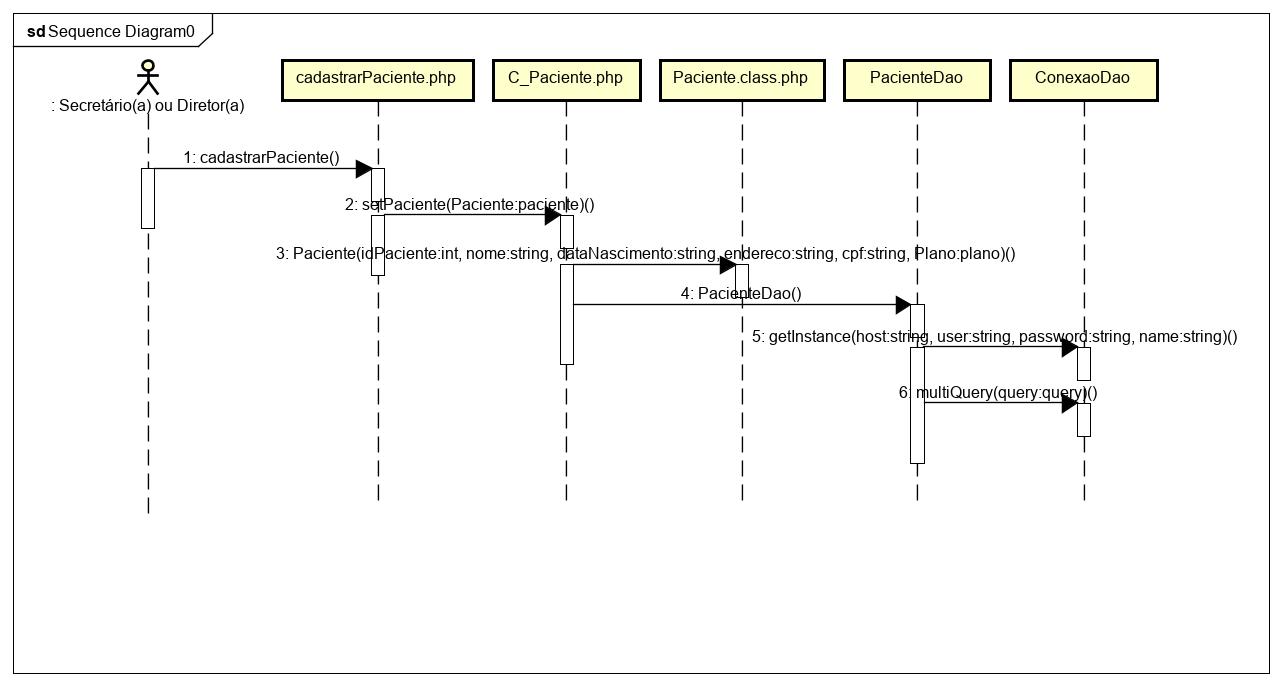 sd Sequence Diagram0
: Secretário(a) ou Diretor(a)
cadastrarPaciente.php
C_Paciente.php
Paciente.class.php
PacienteDao
ConexaoDao
1: cadastrarPaciente()
2: setPaciente(Paciente:paciente)()
3: Paciente(idPaciente:int, nome:string, dataNascimento:string, endereco:string, cpf:string, Plano:plano)()
4: PacienteDao()
5: getInstance(host:string, user:string, password:string, name:string)()
6: multiQuery(query:query)()